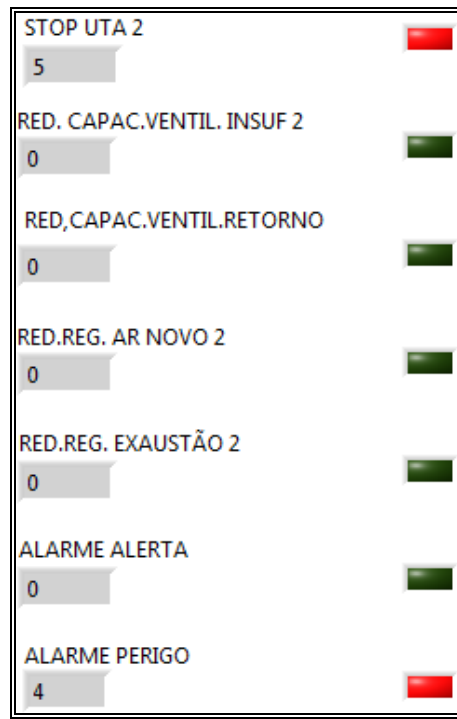 STOP UTA 2
5
RED. CAPAC.VENTIL. INSUF 2
0
RED,CAPAC.VENTIL.RETORNO
0
RED.REG. AR NOVO 2
0
RED.REG. EXAUSTÃO 2
0
ALARME ALERTA
0
ALARME PERIGO
4